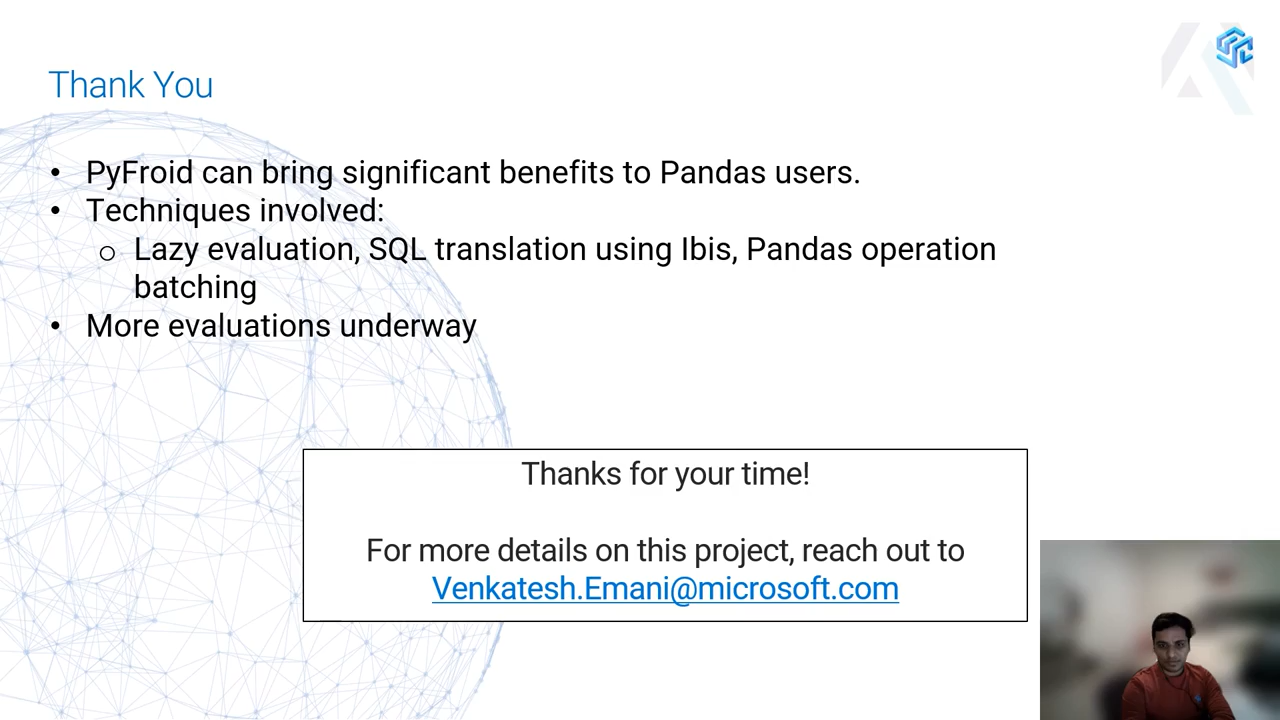 Thank You
• PyFroid can bring significant benefits to Pandas users.
• Techniques involved:
o Lazy evaluation, SQL translation using Ibis, Pandas operation
batching
• More evaluations underway
Thanks for your time!
For more details on this project, reach out to
Venkatesh.Emani@microsoft.com